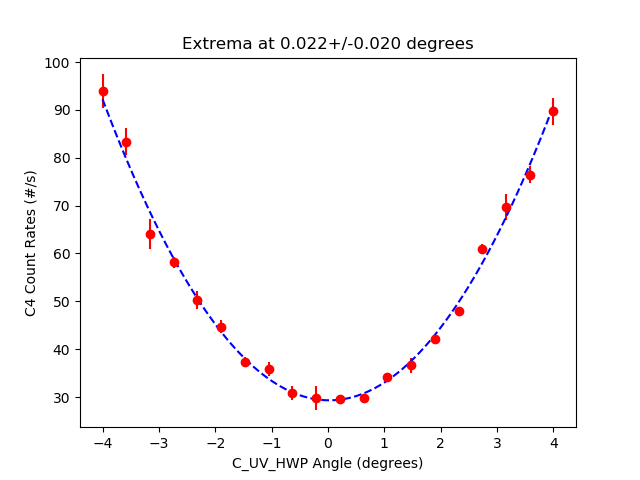 Extrema at 0.022+/-0.020 degrees
C4 Count Rates (#/s)
100
90
80
70
60
50
40
30
−4 −3 −2 −1 0 1 2 3 4
C_UV_HWP Angle (degrees)